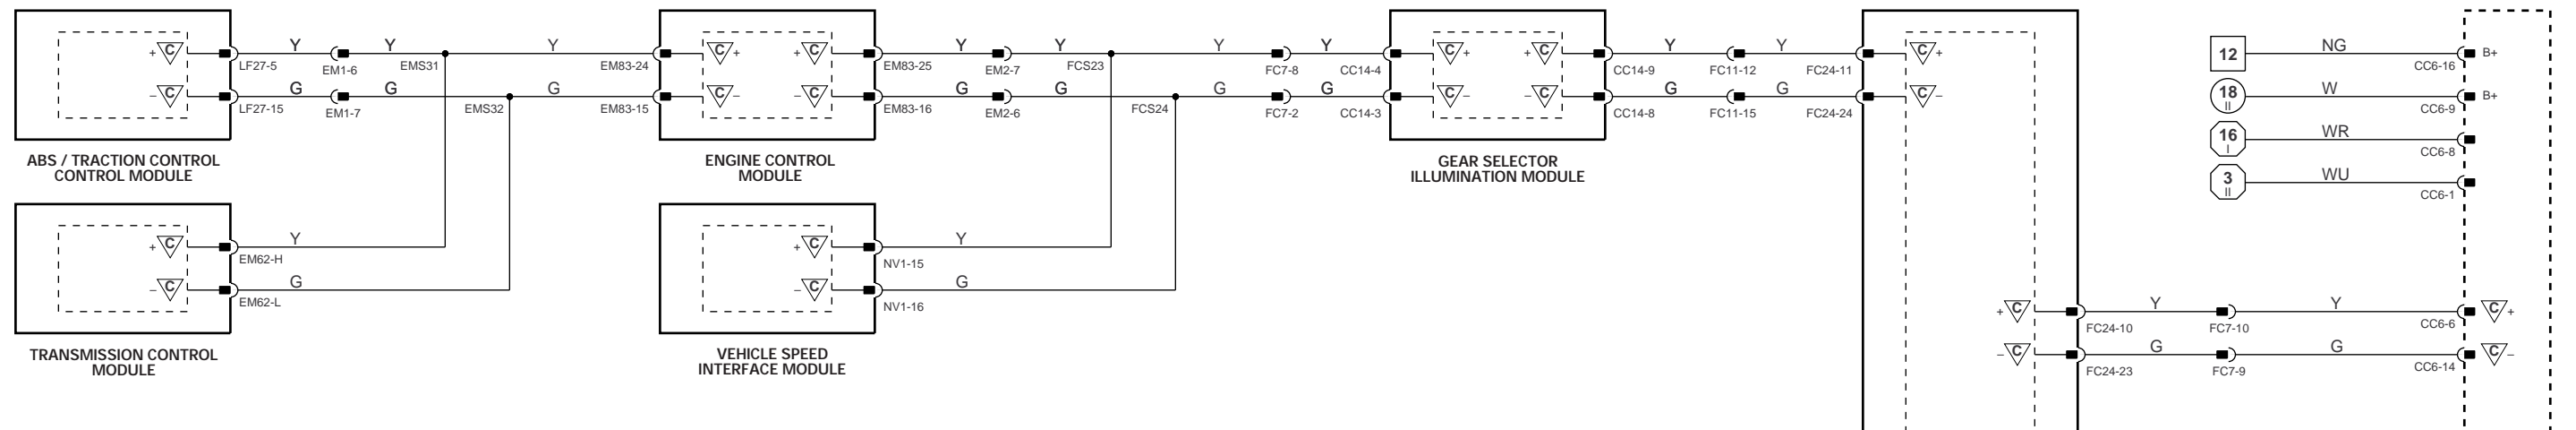 Y Y Y Y Y Y Y Y Y 12 NG
+ C C + + C C + + C C + B+
LF27-5 EM1-6 EMS31 EM83-24 EM83-25 EM2-7 FCS23 FC7-8 CC14-4 CC14-9 FC11-12 FC24-11 CC6-16
G G G G G G G G G 18 II W
– C C – – C C – – C C – B+
LF27-15 EM1-7 EMS32 EM83-15 EM83-16 EM2-6 FCS24 FC7-2 CC14-3 CC14-8 FC11-15 FC24-24 CC6-9
16 I WR
CC6-8
ABS / TRACTION CONTROL
CONTROL MODULE
ENGINE CONTROL
MODULE
GEAR SELECTOR
ILLUMINATION MODULE
3 II WU
CC6-1
+ C Y + C Y
EM62-H NV1-15
– C G – C G
EM62-L NV1-16
+ C Y Y C +
FC24-10 FC7-10 CC6-6
– C G G C –
FC24-23 FC7-9 CC6-14
TRANSMISSION CONTROL
MODULE
VEHICLE SPEED
INTERFACE MODULE